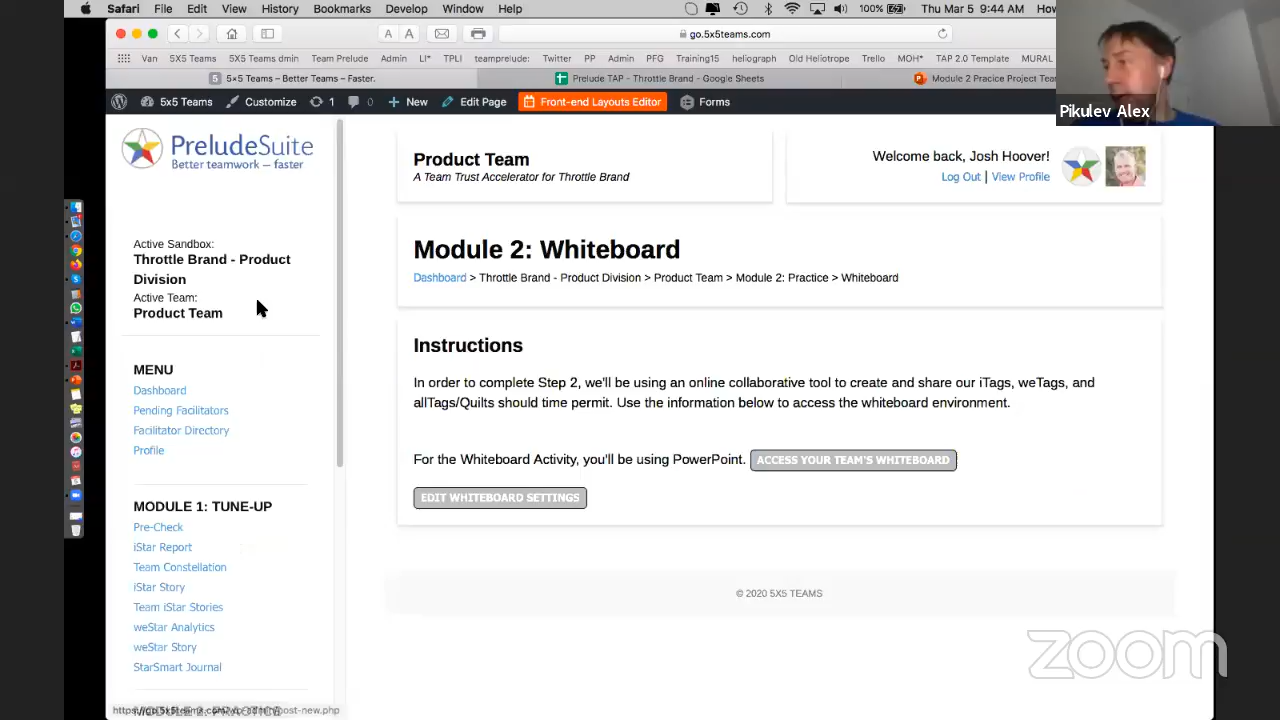 Safari File Edit View History Bookmarks Develop Window Help 100% Thu Mar 5 9:44 AM
go.5x5teams.com
Van 5X5 Teams 5X5 Teams dmin Team Prelude Admin LI* TPLI teamprelude: Twitter PP Admin PFG Training15 heliograph Old Heliotrope Trello MOH* TAP 2.0 Template MURAL
5 5×5 Teams – Better Teams – Faster. Prelude TAP - Throttle Brand - Google Sheets Module 2 Pracice Project Team
5X5 Teams Customize 1 0 New Edit Page Front-end Layouts Editor Forms
Pikulev Alex
PreludeSuite
Better teamwork – faster
Product Team
A Team Trust Accelerator for Throttle Brand
Welcome back, Josh Hoover!
Log Out | View Profile
Active Sandbox:
Throttle Brand - Product
Division
Active Team:
Product Team
MENU
Dashboard
Pending Facilitators
Facilitator Directory
Profile
MODULE 1: TUNE-UP
Pre-Check
iStar Report
Team Constellation
iStar Story
Team iStar Stories
weStar Analytics
weStar Story
StarSmart Journal
Module 2: Whiteboard
Dashboard > Throttle Brand - Product Division > Product Team > Module 2: Practice > Whiteboard
Instructions
In order to complete Step 2, we'll be using an online collaborative tool to create and share our iTags, weTags, and
allTags/Quilts should time permit. Use the information below to access the whiteboard environment.
For the Whiteboard Activity, you'll be using PowerPoint. ACCESS YOUR TEAM'S WHITEBOARD
EDIT WHITEBOARD SETTINGS
© 2020 5X5 TEAMS
zoom